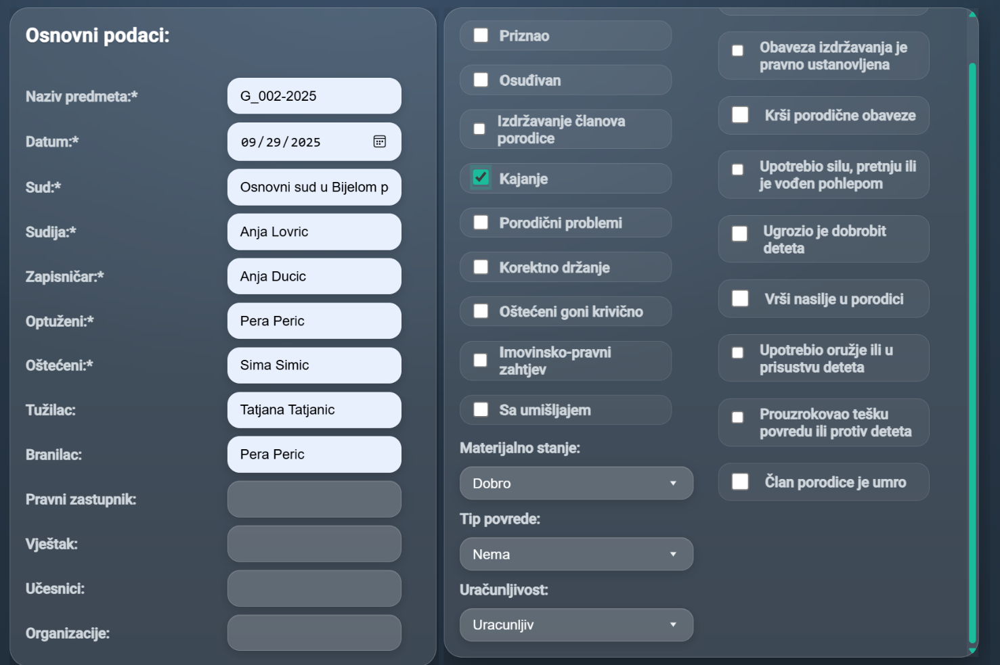 Osnovni podaci:
Naziv predmeta:*
G_002-2025
Datum:*
09/29/2025
Sud:*
Osnovni sud u Bijelom p
Sudija:*
Anja Lovric
Zapisničar:*
Anja Ducic
Optuženi:*
Pera Peric
Oštećeni:*
Sima Simic
Tužilac:
Tatjana Tatjanic
Branilac:
Pera Peric
Pravni zastupnik:
Vještak:
Učesnici:
Organizacije:
Priznao
Osuđivan
Izdržavanje članova
porodice
Kajanje
Porodični problemi
Korektno držanje
Oštećeni goni krivično
Imovinsko-pravni
zahtjev
Sa umišljajem
Materijalno stanje:
Dobro
Tip povrede:
Nema
Uračunljivost:
Uracunljiv
Obaveza izdržavanja je
pravno ustanovljena
Krši porodične obaveze
Upotrebio silu, pretnju ili
je vođen pohlepom
Ugrozio je dobrobit
deteta
Vrši nasilje u porodici
Upotrebio oružje ili u
prisustvu deteta
Prouzrokovao tešku
povredu ili protiv deteta
Član porodice je umro